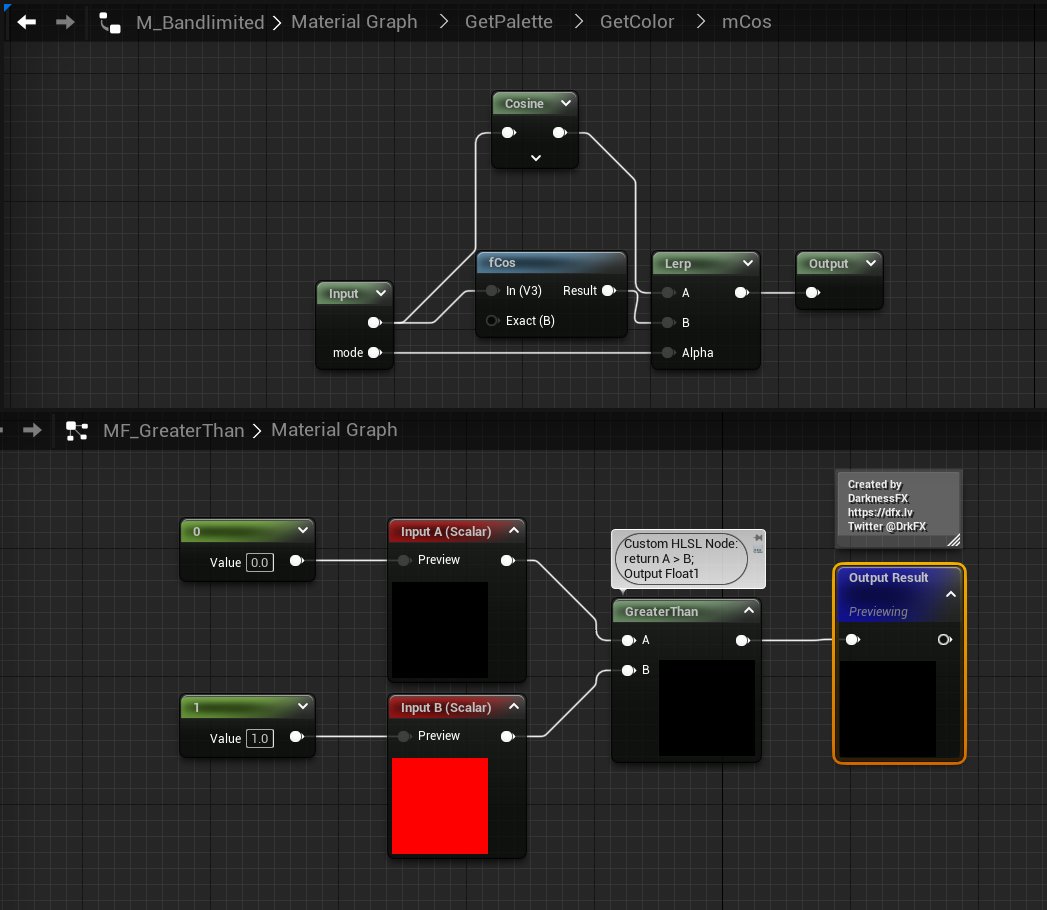 M_Bandlimited > Material Graph > GetPalette > GetColor > mCos
Cosine
fCos
In (V3) Result
Exact (B)
Input
mode
Lerp
A
B
Alpha
Output
MF_GreaterThan > Material Graph
0
Value 0.0
Input A (Scalar)
Preview
Custom HLSL Node:
return A > B;
Output Float1
Created by
DarknessFX
https://dfx.lv
Twitter @DrkFX
GreaterThan
A
B
Output Result
Previewing
1
Value 1.0
Input B (Scalar)
Preview